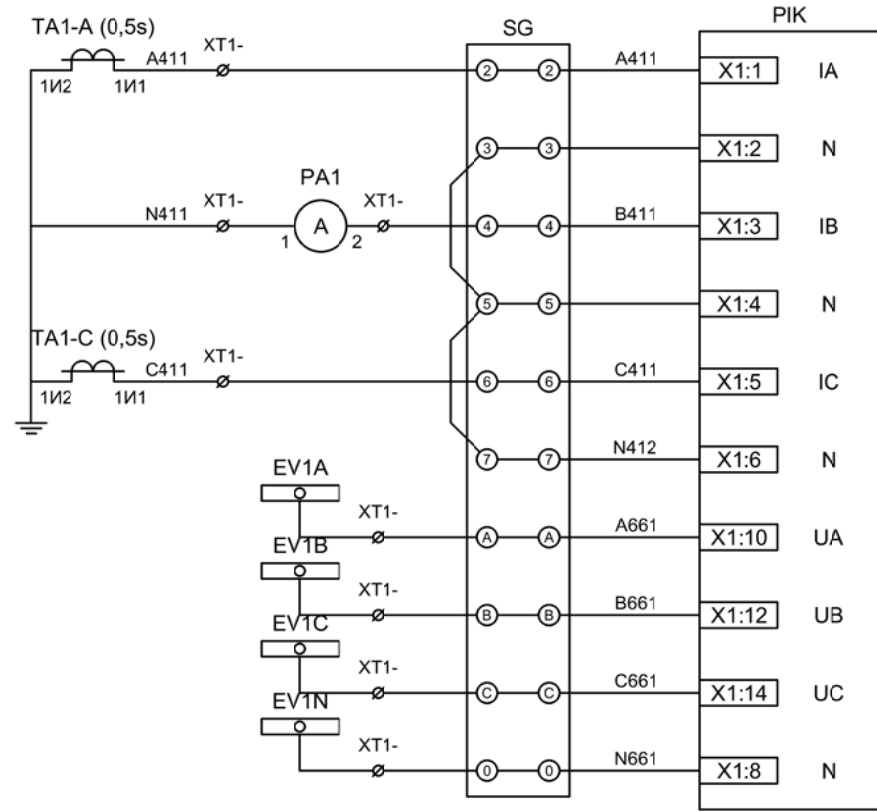 PIK
SG
TA1-A (0,5s)
A411 XT1-
1И2 1И1
2 2 A411 X1:1 IA
3 3 X1:2 N
PA1
N411 XT1- XT1-
1 A 2
4 4 B411 X1:3 IB
5 5 X1:4 N
TA1-C (0,5s)
C411 XT1-
1И2 1И1
6 6 C411 X1:5 IC
7 7 N412 X1:6 N
EV1A
XT1-
A A A661 X1:10 UA
EV1B
XT1-
B B B661 X1:12 UB
EV1C
XT1-
C C C661 X1:14 UC
EV1N
XT1-
0 0 N661 X1:8 N